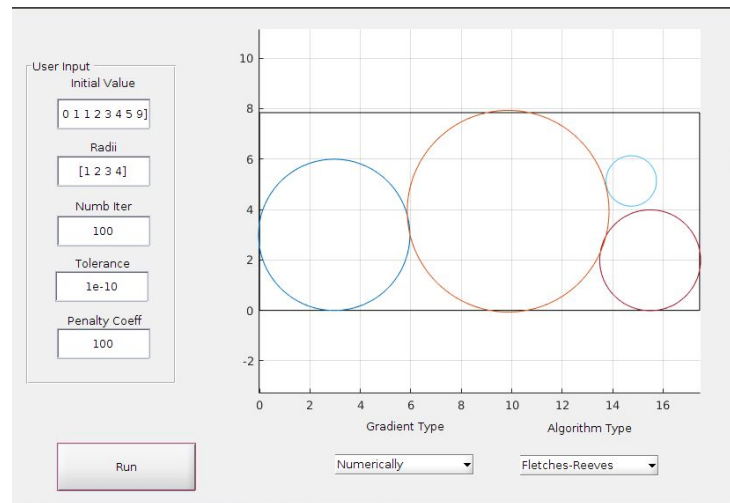 User Input
Initial Value
0 1 1 2 3 4 5 9]
Radii
[1 2 3 4]
Numb Iter
100
Tolerance
1e-10
Penalty Coeff
100
Run
10
8
6
4
2
0
-2
0 2 4 6 8 10 12 14 16
Gradient Type
Numerically
Algorithm Type
Fletches-Reeves